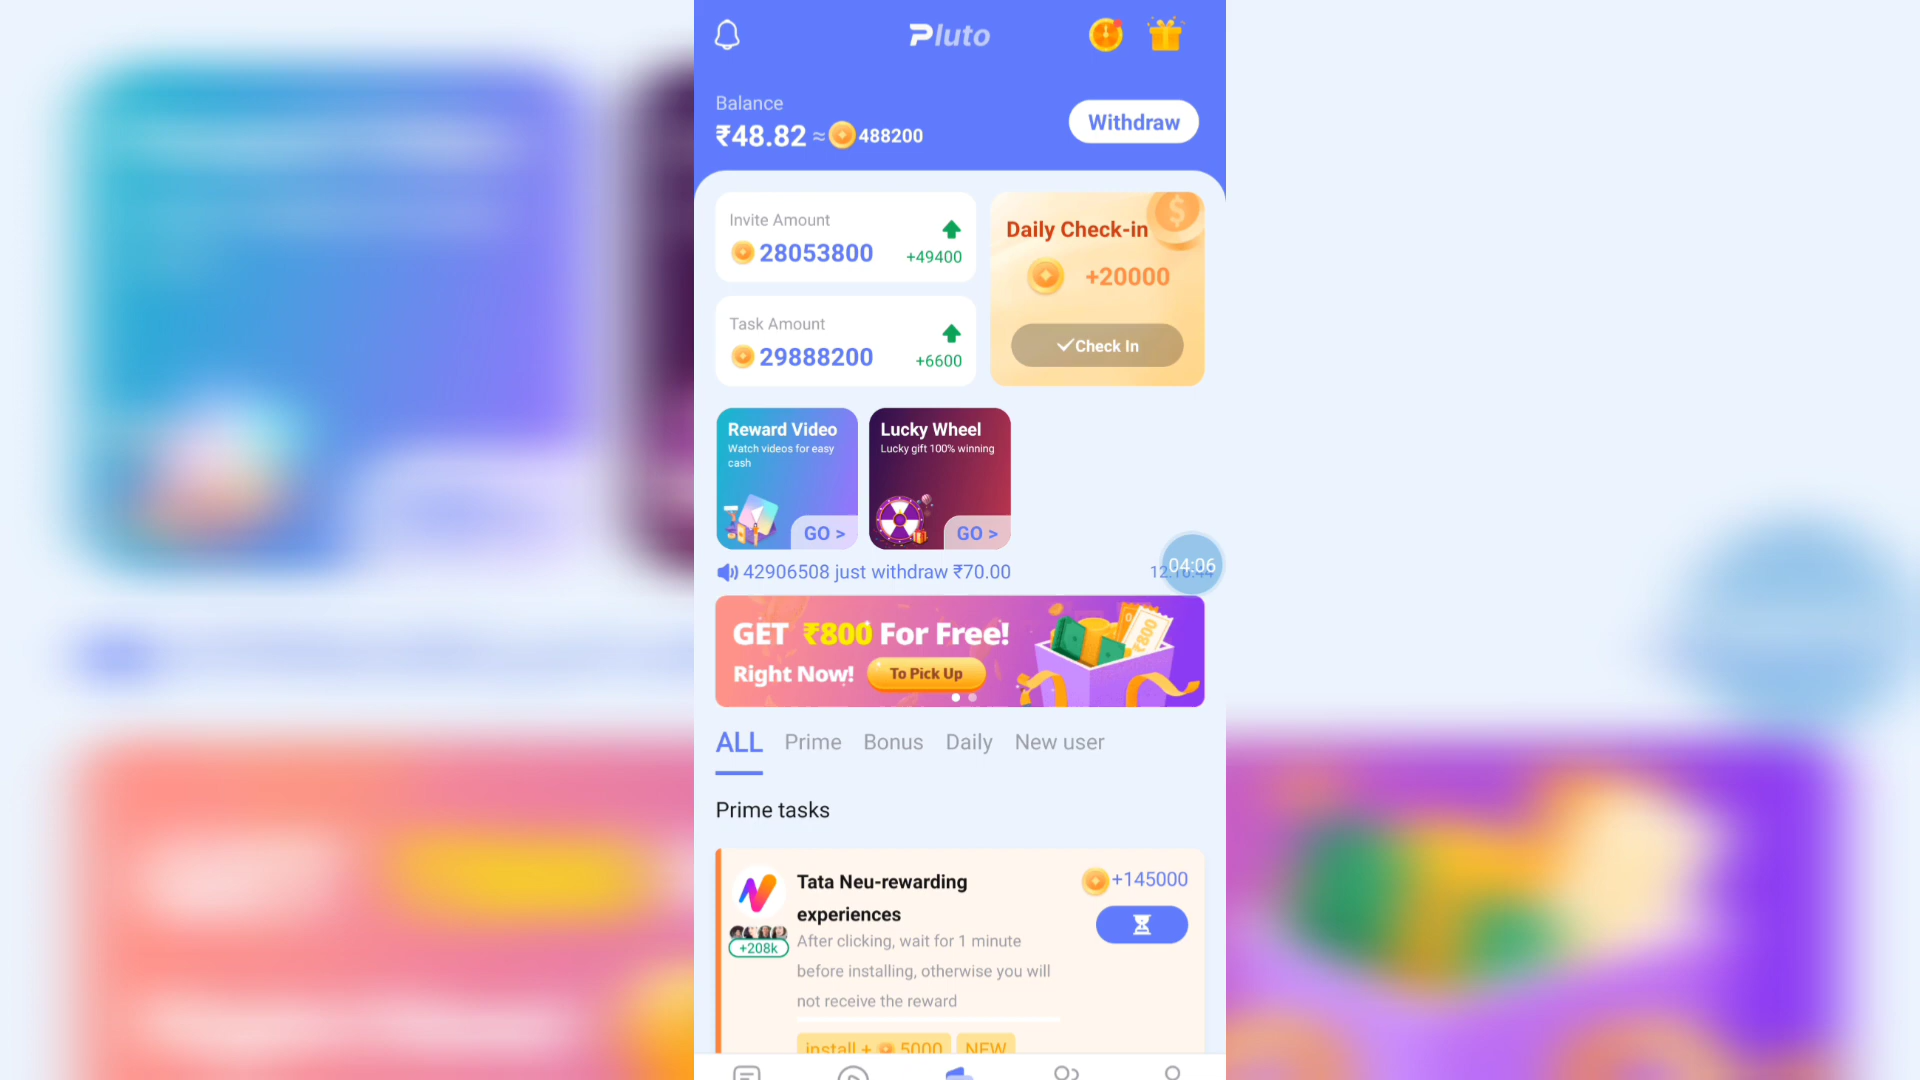 Pluto
Balance
₹48.82 ≈ 488200
Withdraw
Invite Amount
28053800
+49400
Task Amount
29888200
+6600
Daily Check-in
+20000
Check In
Reward Video
Watch videos for easy
cash
GO >
Lucky Wheel
Lucky gift 100% winning
GO >
42906508 just withdraw ₹70.00
04:06
GET ₹800 For Free!
Right Now!
To Pick Up
₹800
ALL Prime Bonus Daily New user
Prime tasks
Tata Neu-rewarding
experiences
+145000
+208k
After clicking, wait for 1 minute
before installing, otherwise you will
not receive the reward
install + 5000 NEW